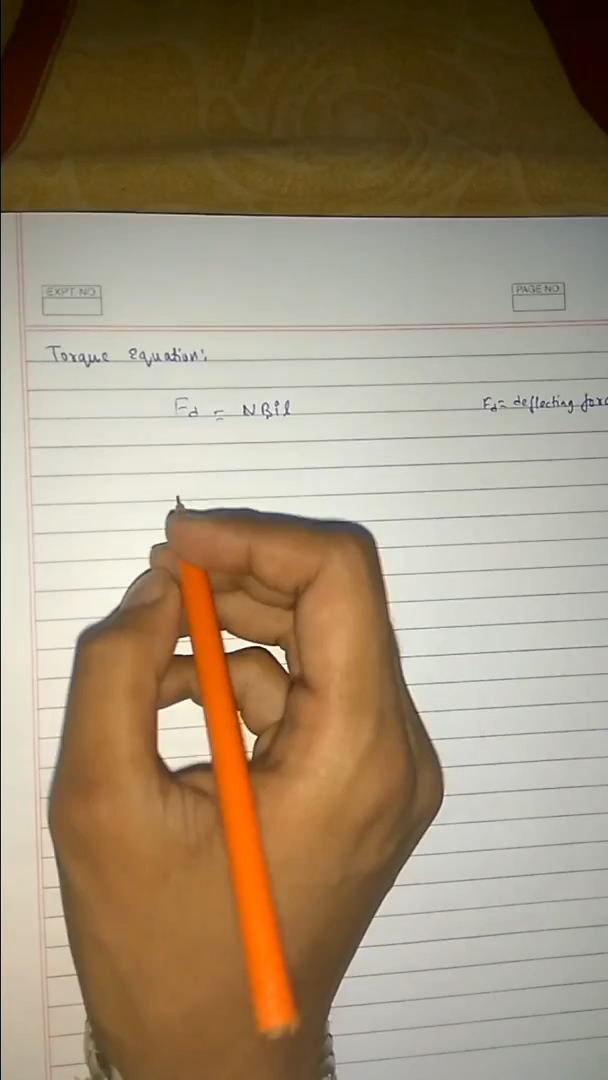 EXPT. NO.
PAGE NO.
Torque Equation:
Fd = NBil
Fd = deflecting